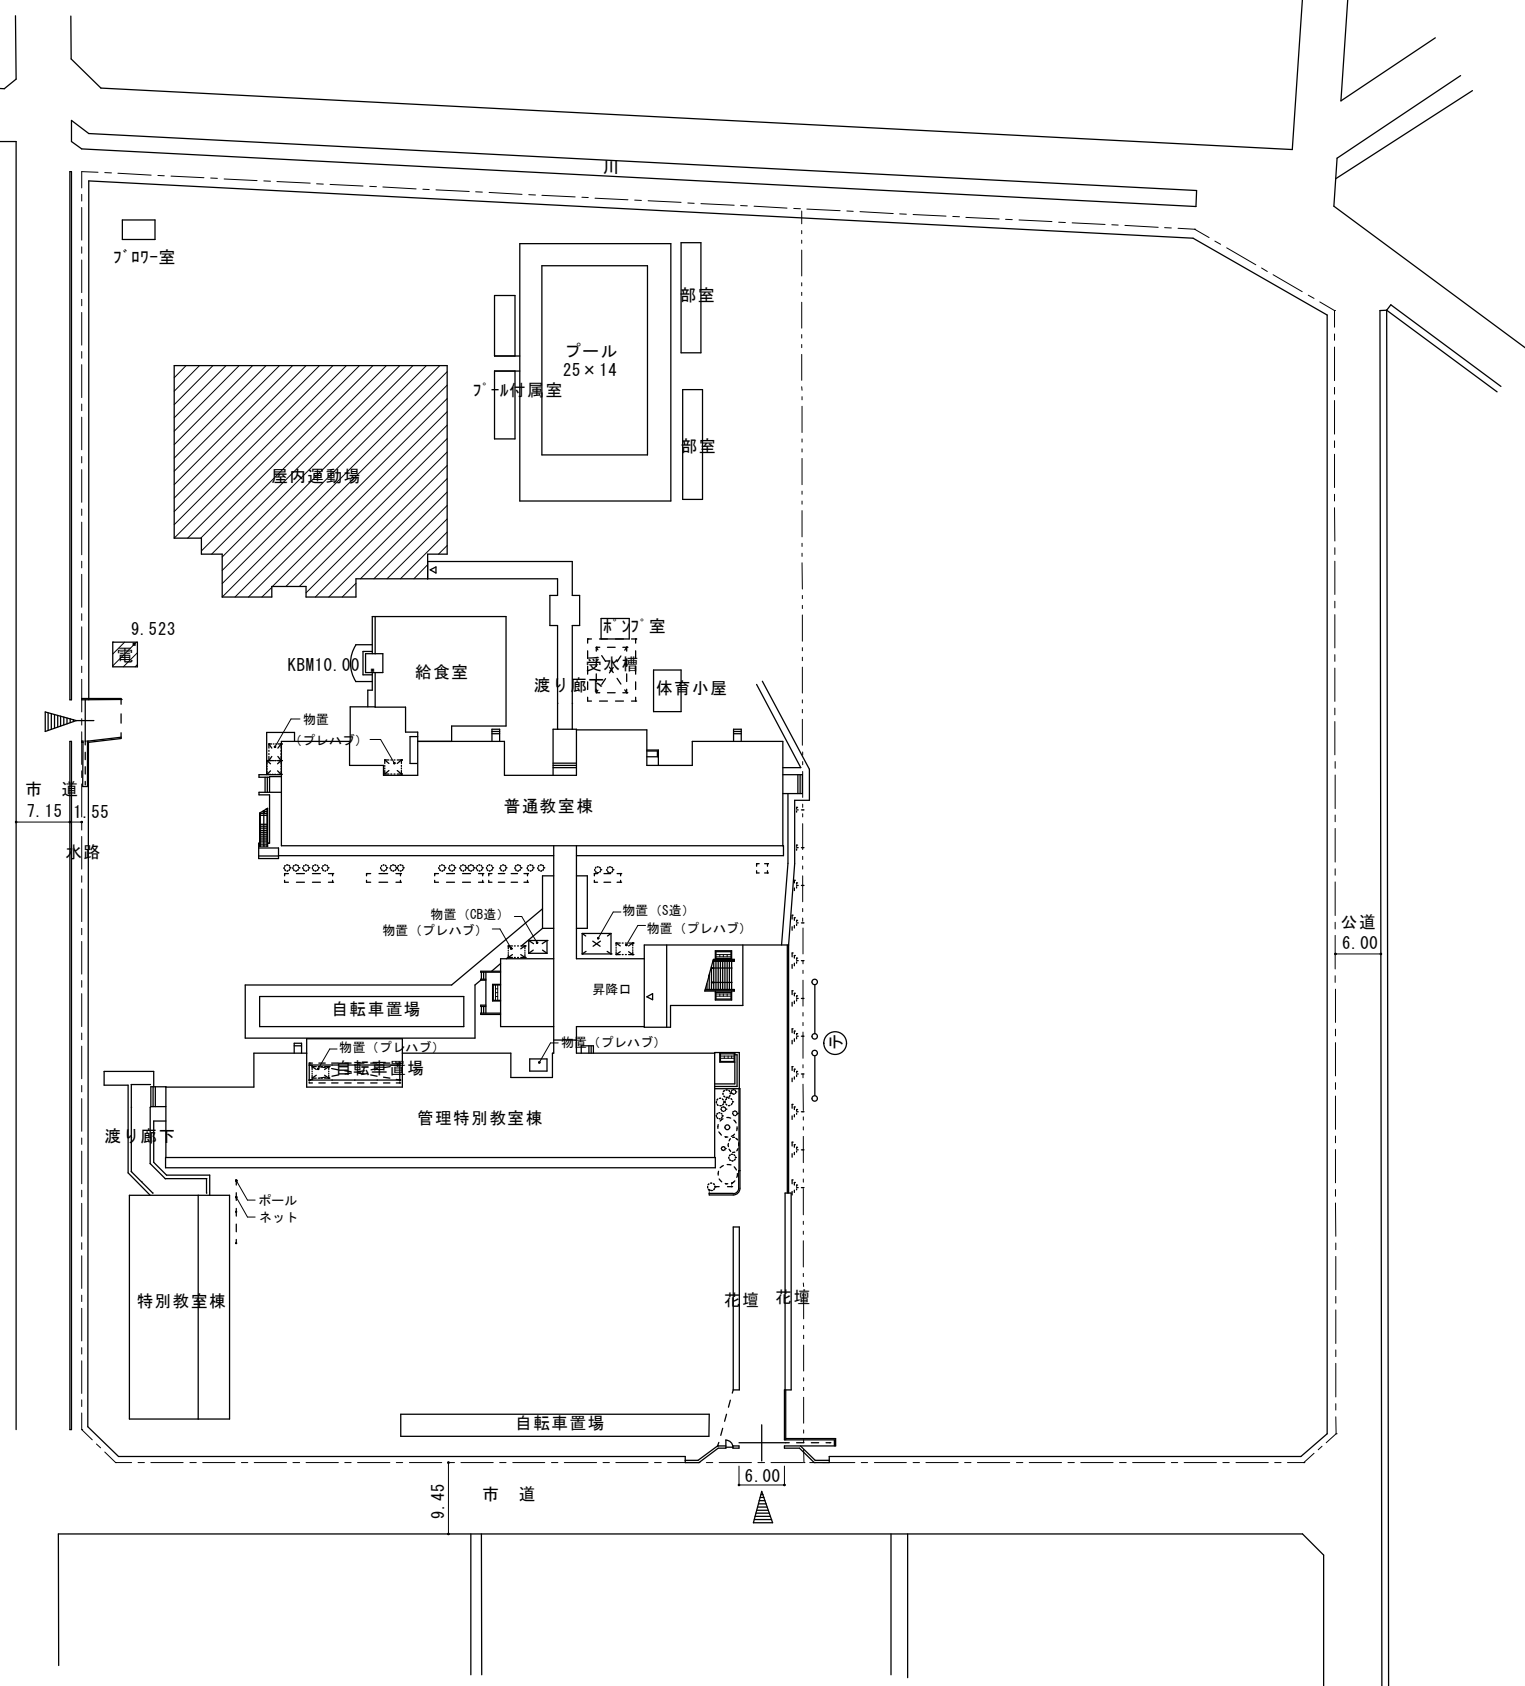 川
ﾌﾞﾛﾜｰ室
部室
プール
25×14
ﾌﾟｰﾙ付属室
部室
屋内運動場
9.523
電
KBM10.00
給食室
ﾎﾟﾝﾌﾟ室
受水槽
渡り廊下
体育小屋
物置
(プレハブ)
普通教室棟
市 道
7.15
1.55
水路
物置（CB造）
物置（プレハブ）
物置（S造）
物置（プレハブ）
公道
6.00
昇降口
自転車置場
物置（プレハブ）
物置（プレハブ）
自転車置場
管理特別教室棟
渡り廊下
ポール
ネット
特別教室棟
花壇
花壇
自転車置場
6.00
9.45
市 道